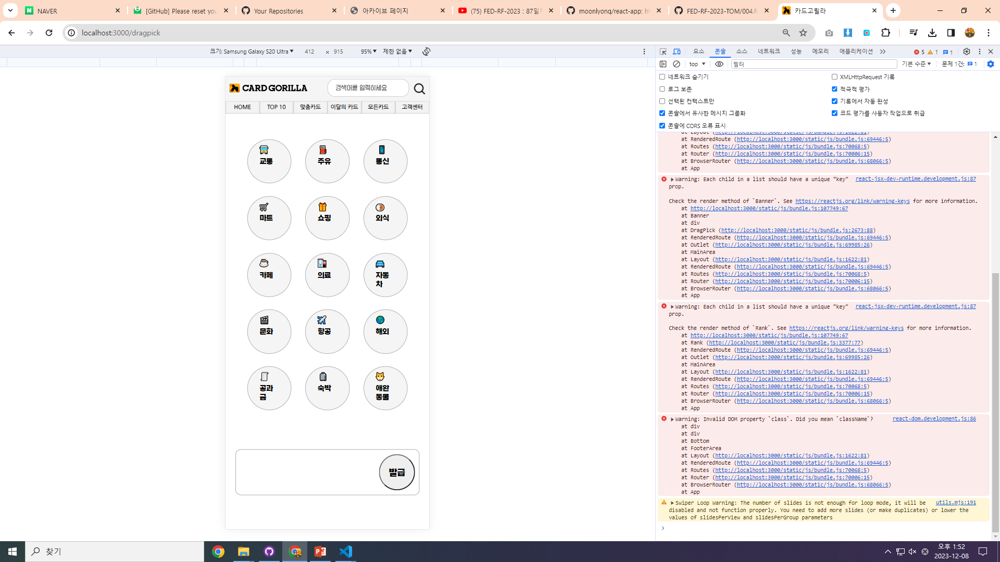 NAVER
[GitHub] Please reset you
Your Repositories
아카이브 페이지
(75) FED-RF-2023 : 87일차
moonlyong/react-app: ht
FED-RF-2023-TOM/004.R
카드고릴라
localhost:3000/dragpick
크기: Samsung Galaxy S20 Ultra ▼ 412 x 915 95% ▼ 제한 없음 ▼
요소 콘솔 소스 네트워크 성능 메모리 애플리케이션 5 1 1
top ▼ 필터 기본 수준 ▼ 문제 1건: 1
네트워크 숨기기
XMLHttpRequest 기록
로그 보존
적극적 평가
선택된 컨텍스트만
기록에서 자동 완성
콘솔에서 유사한 메시지 그룹화
코드 평가를 사용자 작업으로 취급
콘솔에 CORS 오류 표시
CARD GORILLA
검색어를 입력하세요
HOME TOP 10 맞춤카드 이달의 카드 모든카드 고객센터
교통 주유 통신
마트 쇼핑 외식
카페 의료 자동
차
문화 항공 해외
공과 숙박 애완
금 동물
발급
at Layout (http://localhost:3000/static/js/bundle.js:1622:81)
at RenderedRoute (http://localhost:3000/static/js/bundle.js:69446:5)
at Routes (http://localhost:3000/static/js/bundle.js:70068:5)
at Router (http://localhost:3000/static/js/bundle.js:70006:15)
at BrowserRouter (http://localhost:3000/static/js/bundle.js:68066:5)
at App
Warning: Each child in a list should have a unique "key" react-jsx-dev-runtime.development.js:87
prop.
Check the render method of `Banner`. See https://reactjs.org/link/warning-keys for more information.
at http://localhost:3000/static/js/bundle.js:107749:67
at Banner
at div
at DragPick (http://localhost:3000/static/js/bundle.js:2673:88)
at RenderedRoute (http://localhost:3000/static/js/bundle.js:69446:5)
at Outlet (http://localhost:3000/static/js/bundle.js:69985:26)
at MainArea
at Layout (http://localhost:3000/static/js/bundle.js:1622:81)
at RenderedRoute (http://localhost:3000/static/js/bundle.js:69446:5)
at Routes (http://localhost:3000/static/js/bundle.js:70068:5)
at Router (http://localhost:3000/static/js/bundle.js:70006:15)
at BrowserRouter (http://localhost:3000/static/js/bundle.js:68066:5)
at App
Warning: Each child in a list should have a unique "key" react-jsx-dev-runtime.development.js:87
prop.
Check the render method of `Rank`. See https://reactjs.org/link/warning-keys for more information.
at http://localhost:3000/static/js/bundle.js:107749:67
at Rank (http://localhost:3000/static/js/bundle.js:3377:77)
at RenderedRoute (http://localhost:3000/static/js/bundle.js:69446:5)
at Outlet (http://localhost:3000/static/js/bundle.js:69985:26)
at MainArea
at Layout (http://localhost:3000/static/js/bundle.js:1622:81)
at RenderedRoute (http://localhost:3000/static/js/bundle.js:69446:5)
at Routes (http://localhost:3000/static/js/bundle.js:70068:5)
at Router (http://localhost:3000/static/js/bundle.js:70006:15)
at BrowserRouter (http://localhost:3000/static/js/bundle.js:68066:5)
at App
Warning: Invalid DOM property `class`. Did you mean `className`? react-dom.development.js:86
at div
at div
at Bottom
at FooterArea
at Layout (http://localhost:3000/static/js/bundle.js:1622:81)
at RenderedRoute (http://localhost:3000/static/js/bundle.js:69446:5)
at Routes (http://localhost:3000/static/js/bundle.js:70068:5)
at Router (http://localhost:3000/static/js/bundle.js:70006:15)
at BrowserRouter (http://localhost:3000/static/js/bundle.js:68066:5)
at App
Swiper Loop Warning: The number of slides is not enough for loop mode, it will be utils.mjs:191
disabled and not function properly. You need to add more slides (or make duplicates) or lower the
values of slidesPerView and slidesPerGroup parameters
찾기
오후 1:52
2023-12-08